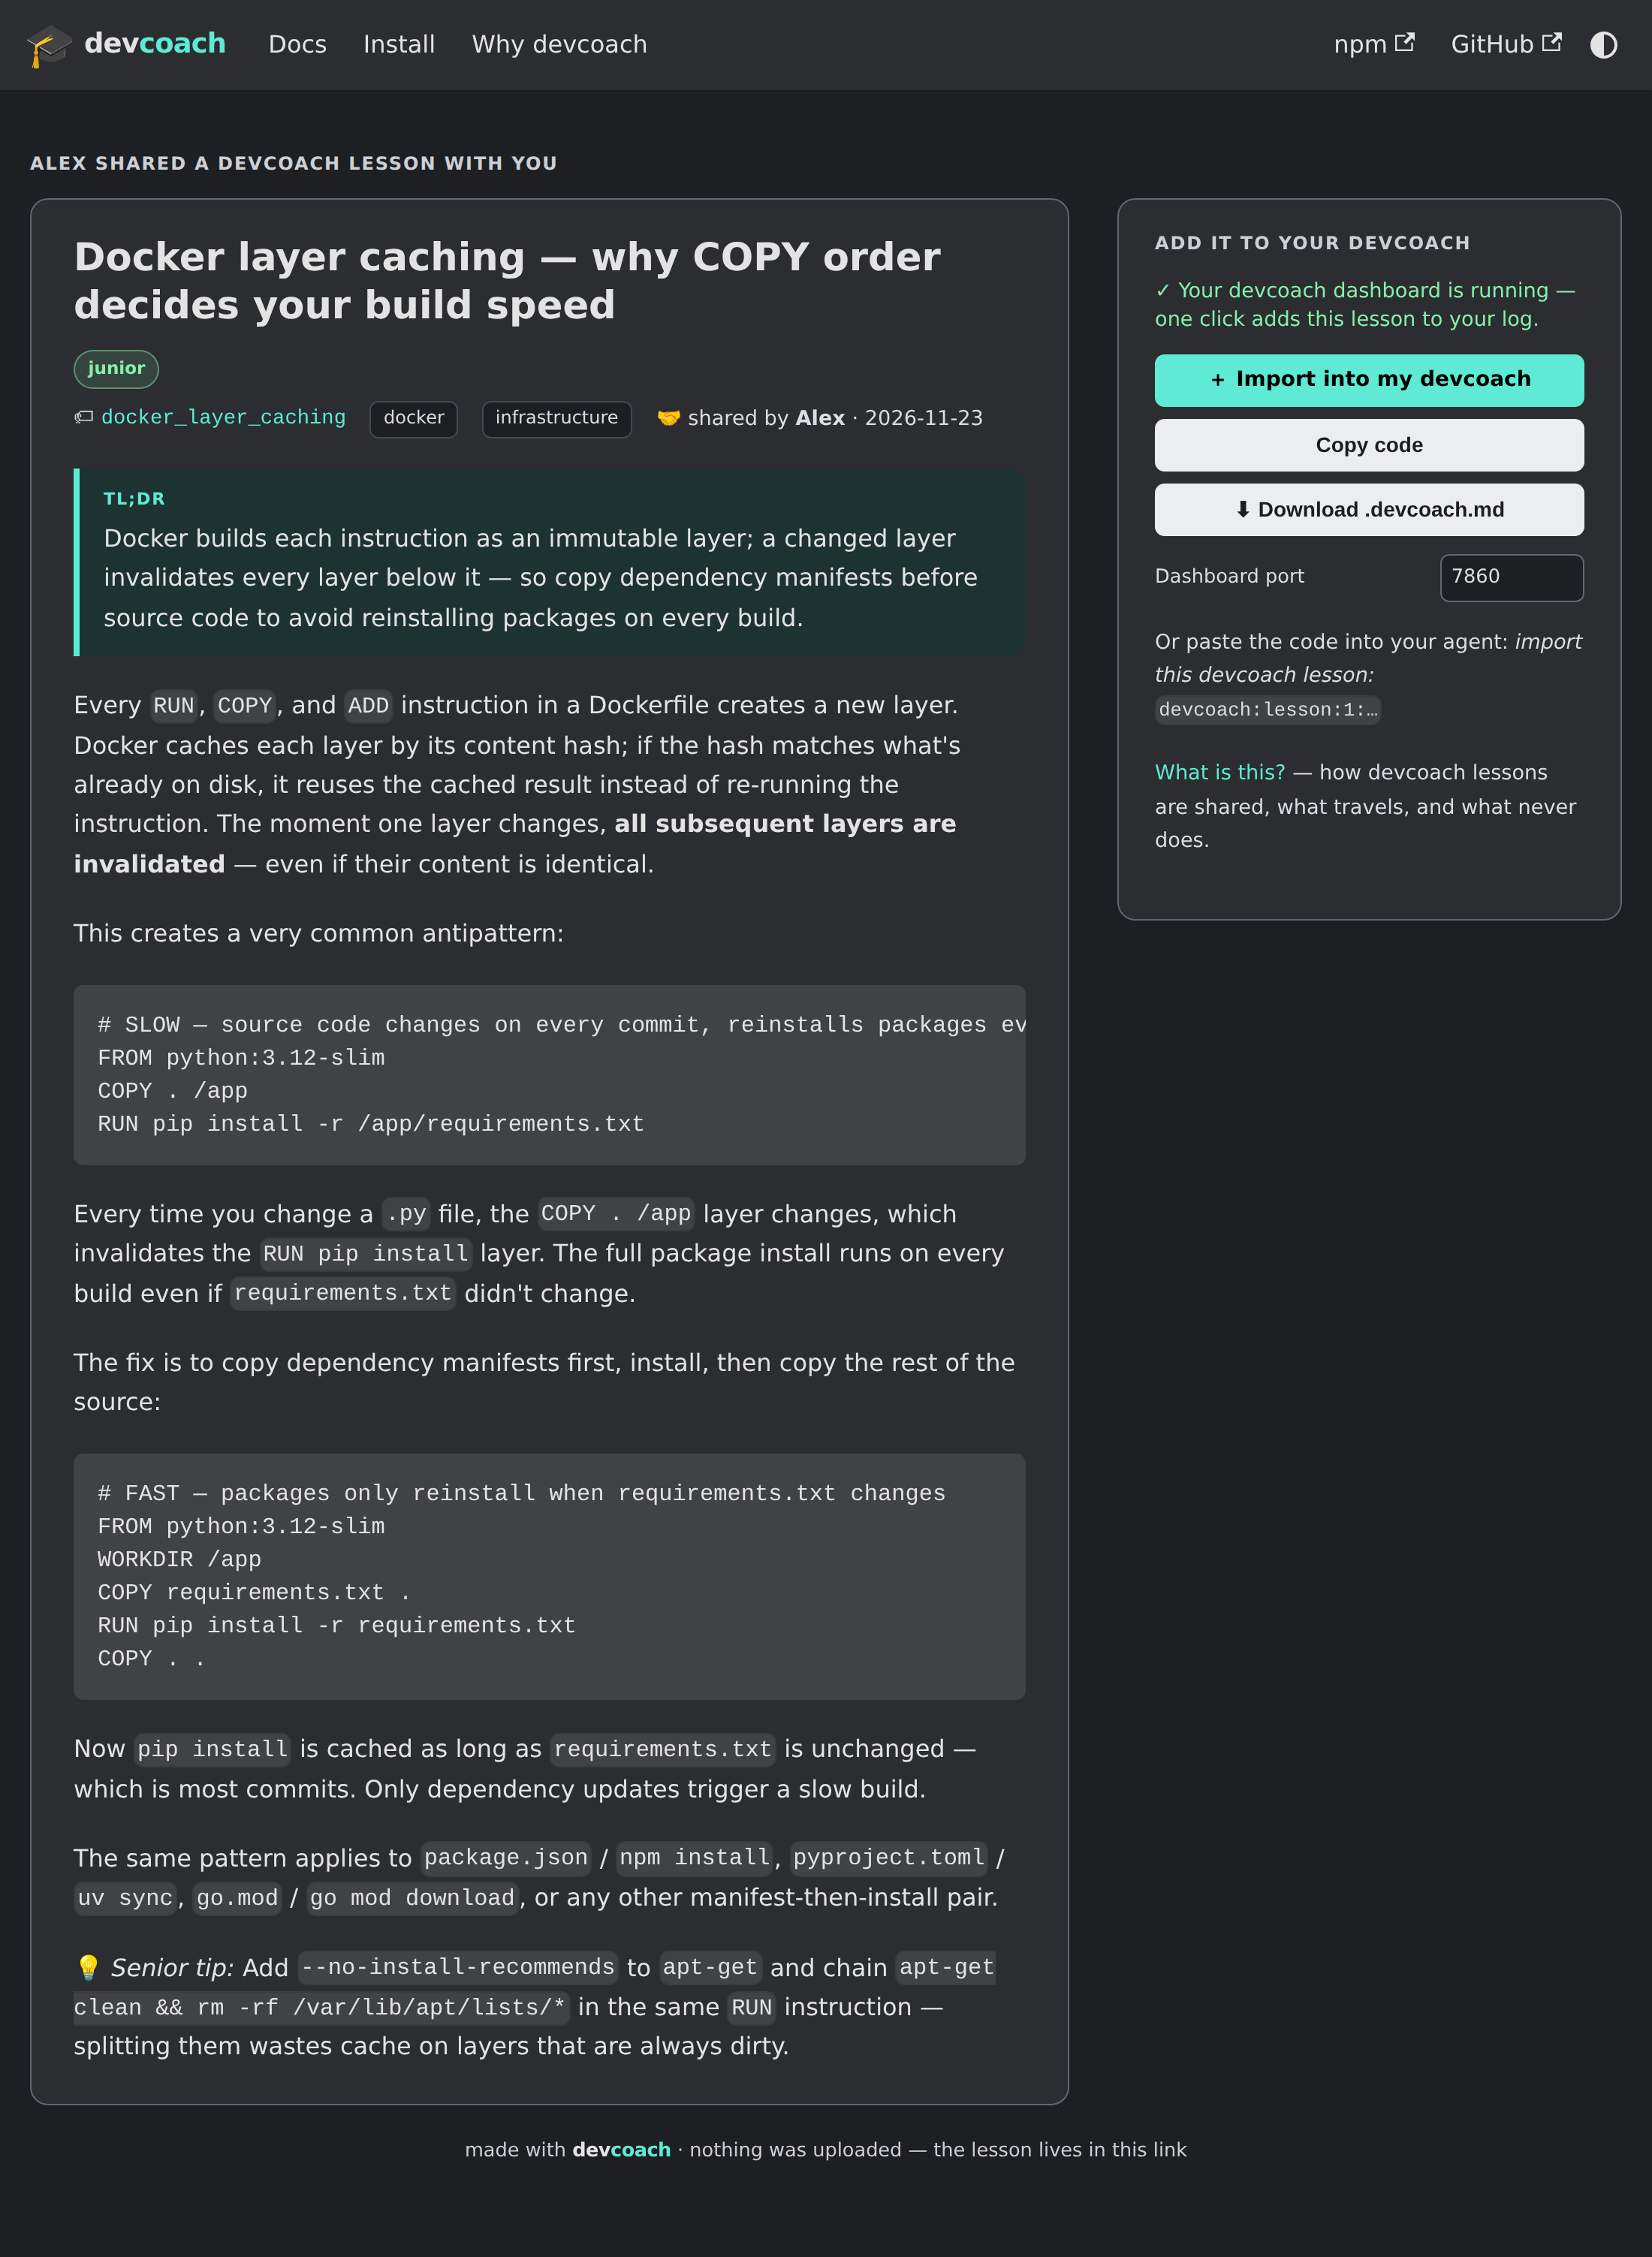 devcoach Docs Install Why devcoach npm GitHub
ALEX SHARED A DEVCOACH LESSON WITH YOU
Docker layer caching — why COPY order
decides your build speed
junior
docker_layer_caching docker infrastructure shared by Alex · 2026-11-23
TL;DR
Docker builds each instruction as an immutable layer; a changed layer
invalidates every layer below it — so copy dependency manifests before
source code to avoid reinstalling packages on every build.
Every RUN, COPY, and ADD instruction in a Dockerfile creates a new layer.
Docker caches each layer by its content hash; if the hash matches what's
already on disk, it reuses the cached result instead of re-running the
instruction. The moment one layer changes, all subsequent layers are
invalidated — even if their content is identical.
This creates a very common antipattern:
# SLOW — source code changes on every commit, reinstalls packages ev
FROM python:3.12-slim
COPY . /app
RUN pip install -r /app/requirements.txt
Every time you change a .py file, the COPY . /app layer changes, which
invalidates the RUN pip install layer. The full package install runs on every
build even if requirements.txt didn't change.
The fix is to copy dependency manifests first, install, then copy the rest of the
source:
# FAST — packages only reinstall when requirements.txt changes
FROM python:3.12-slim
WORKDIR /app
COPY requirements.txt .
RUN pip install -r requirements.txt
COPY . .
Now pip install is cached as long as requirements.txt is unchanged —
which is most commits. Only dependency updates trigger a slow build.
The same pattern applies to package.json / npm install, pyproject.toml /
uv sync, go.mod / go mod download, or any other manifest-then-install pair.
💡 Senior tip: Add --no-install-recommends to apt-get and chain apt-get
clean && rm -rf /var/lib/apt/lists/* in the same RUN instruction —
splitting them wastes cache on layers that are always dirty.
ADD IT TO YOUR DEVCOACH
✓ Your devcoach dashboard is running —
one click adds this lesson to your log.
+ Import into my devcoach
Copy code
⬇ Download .devcoach.md
Dashboard port 7860
Or paste the code into your agent: import
this devcoach lesson:
devcoach:lesson:1:…
What is this? — how devcoach lessons
are shared, what travels, and what never
does.
made with devcoach · nothing was uploaded — the lesson lives in this link